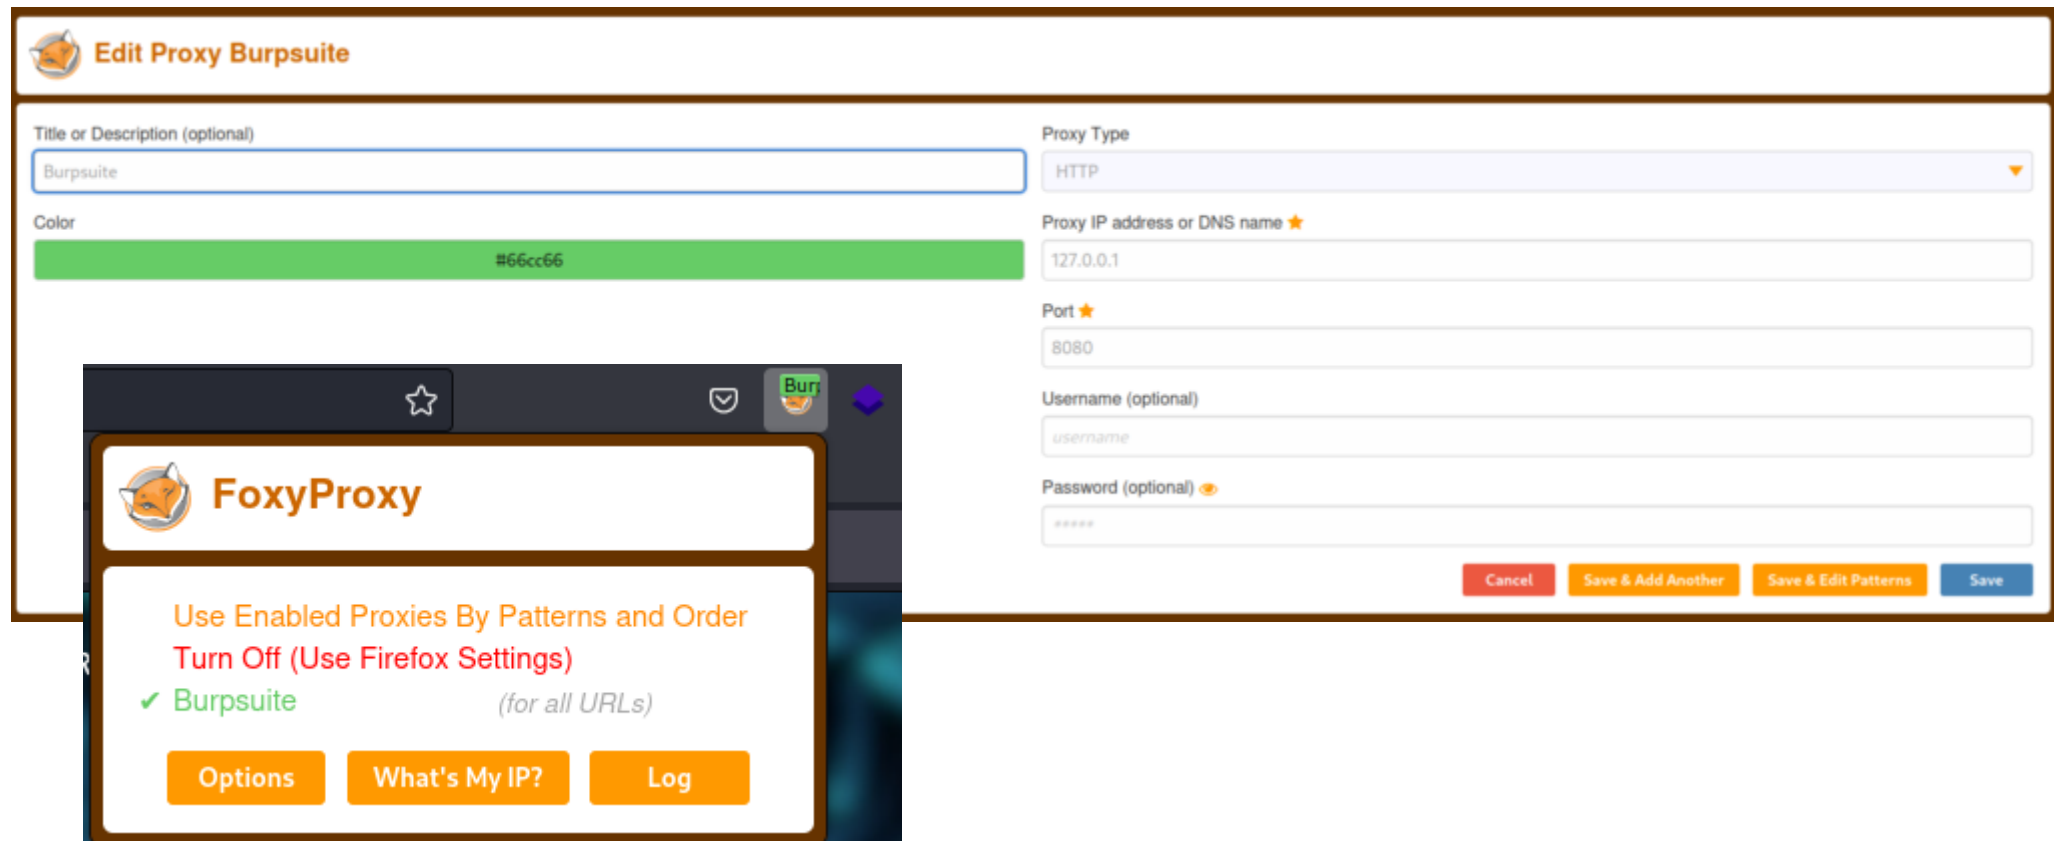 Edit Proxy Burpsuite
Title or Description (optional)
Burpsuite
Color
#66cc66
Proxy Type
HTTP
Proxy IP address or DNS name
127.0.0.1
Port
8080
Username (optional)
username
Password (optional)
*****
Cancel
Save & Add Another
Save & Edit Patterns
Save
Burp
FoxyProxy
Use Enabled Proxies By Patterns and Order
Turn Off (Use Firefox Settings)
✔ Burpsuite (for all URLs)
Options
What's My IP?
Log